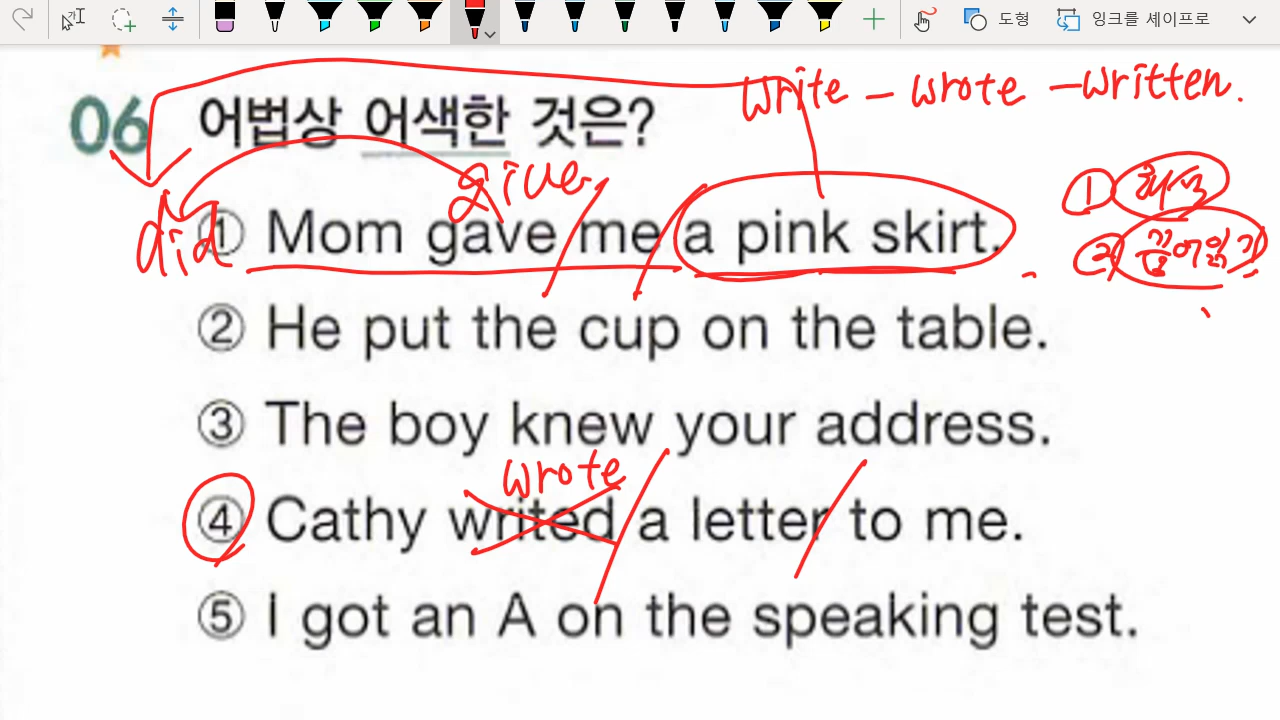 도형 잉크를 셰이프로
write - wrote - written.
06 어법상 어색한 것은?
give
① 해석
② 끊어읽기
did
① Mom gave me a pink skirt.
② He put the cup on the table.
③ The boy knew your address.
wrote
④ Cathy writed a letter to me.
⑤ I got an A on the speaking test.